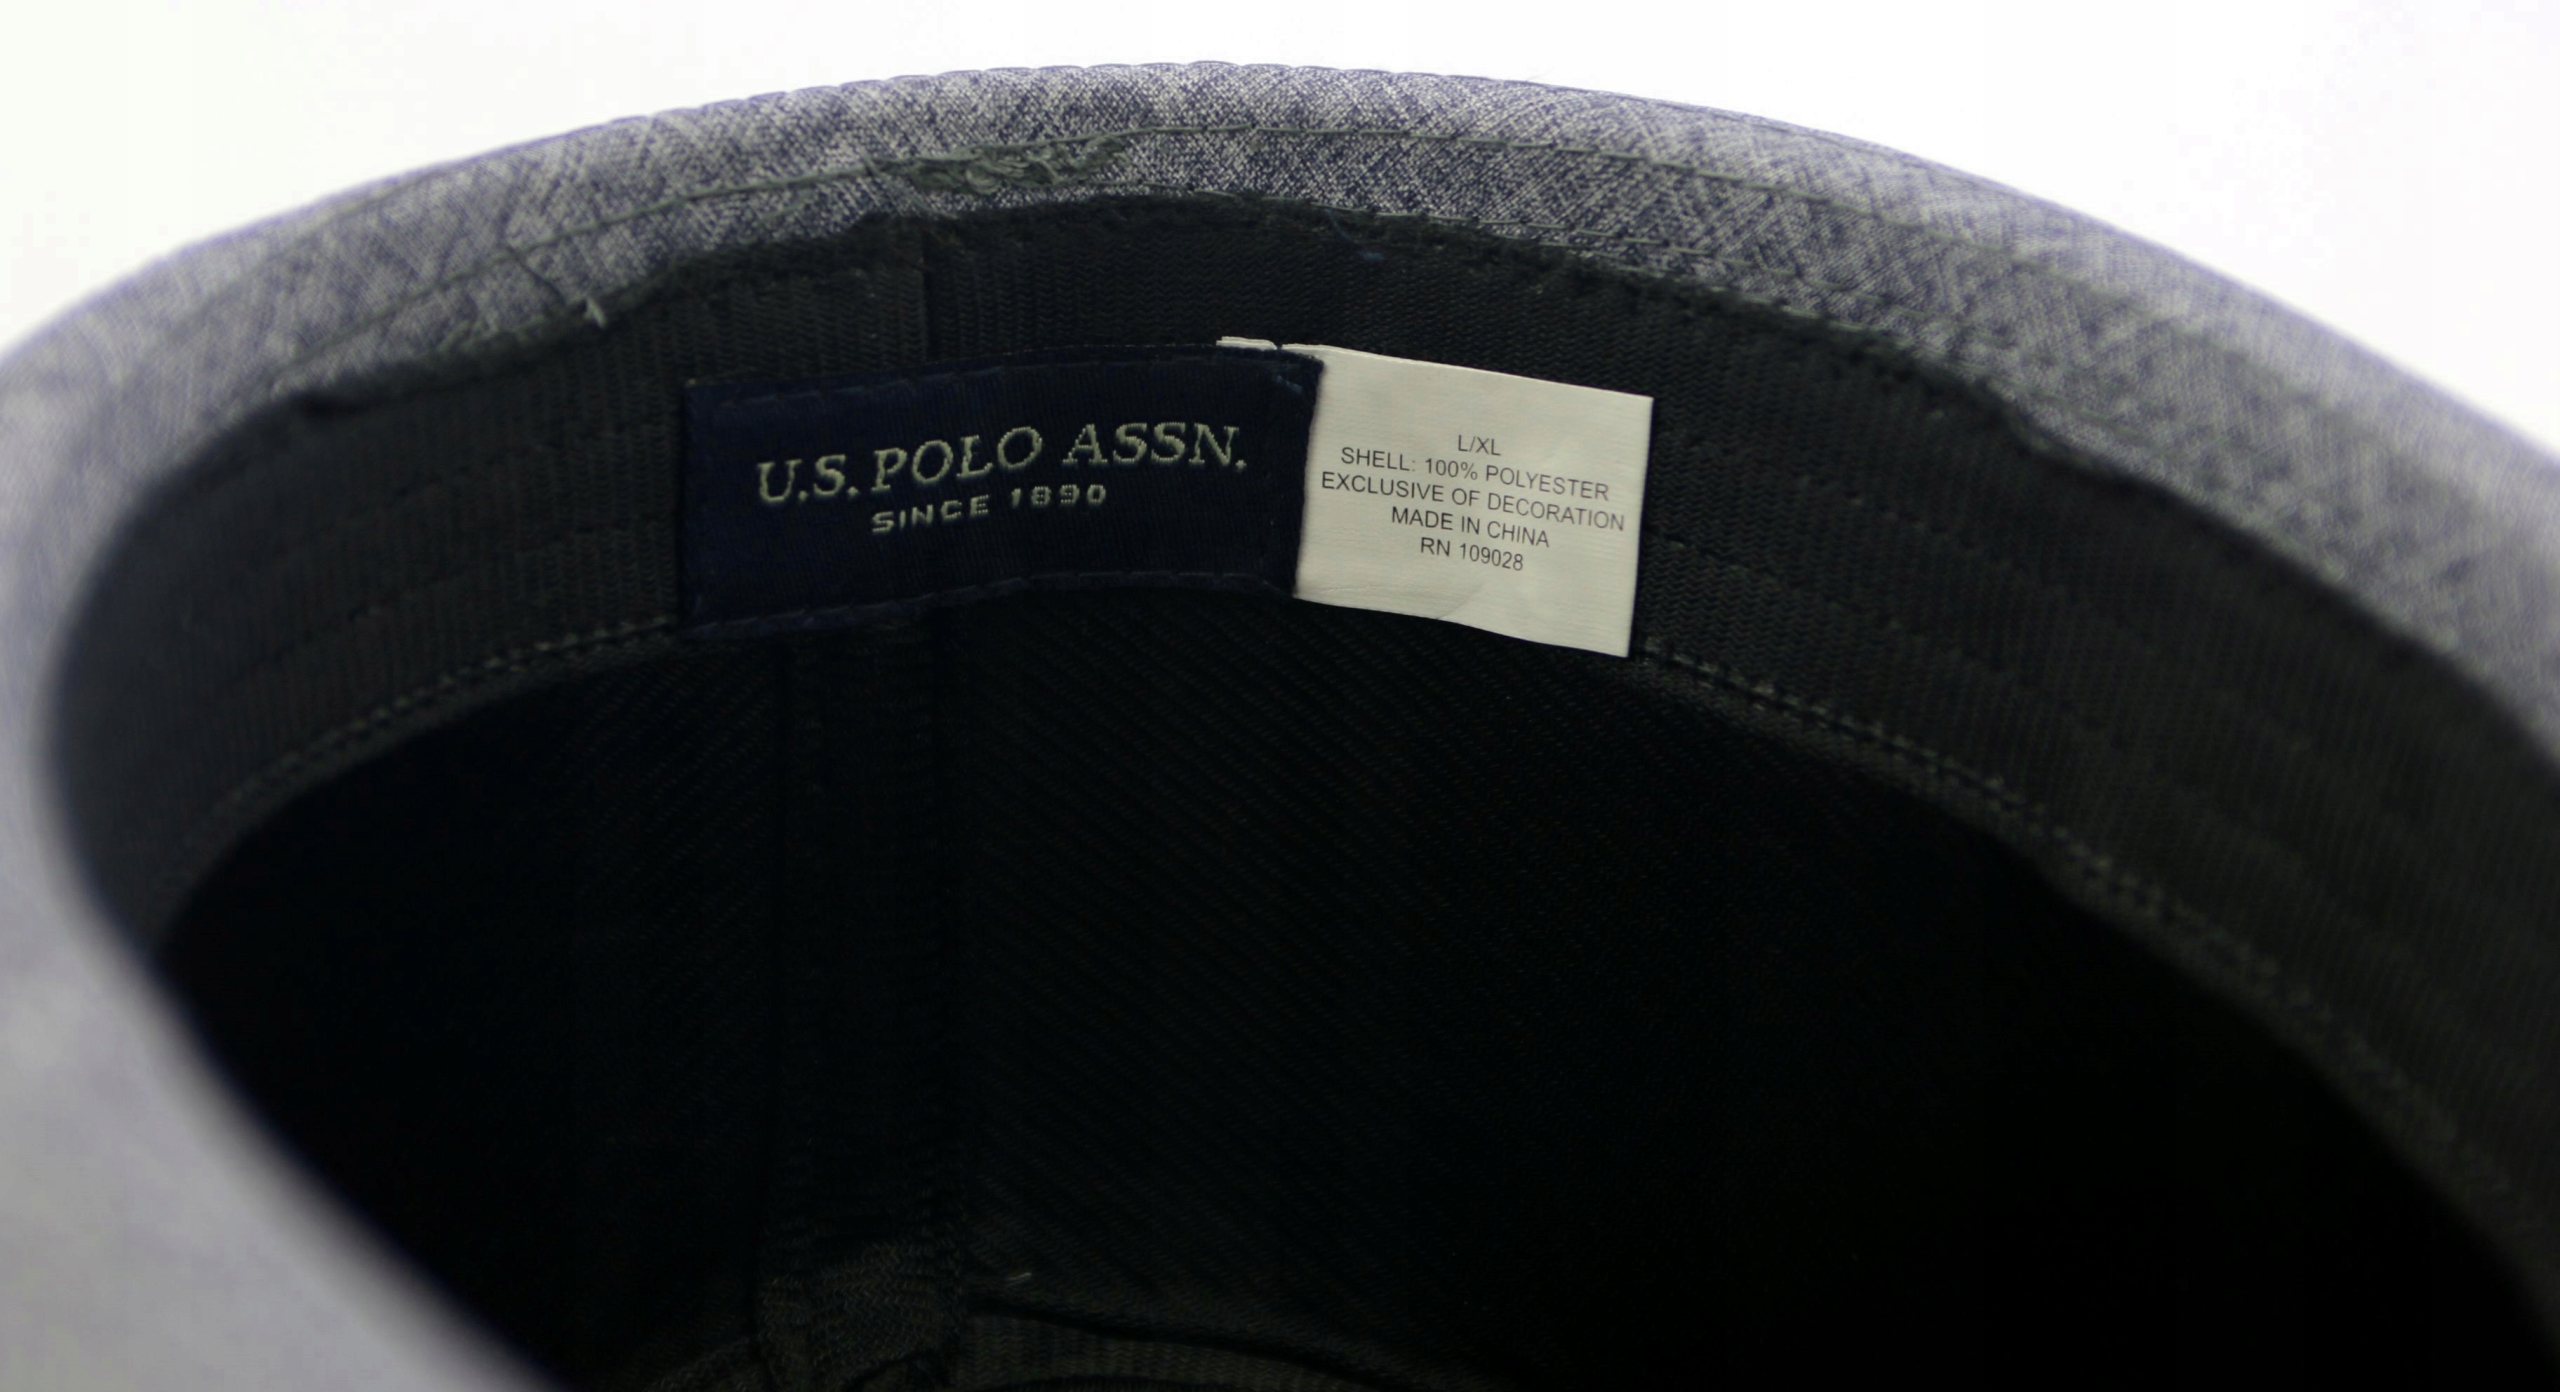 U.S. POLO ASSN.
SINCE 1890
L/XL
SHELL: 100% POLYESTER
EXCLUSIVE OF DECORATION
MADE IN CHINA
RN 109028